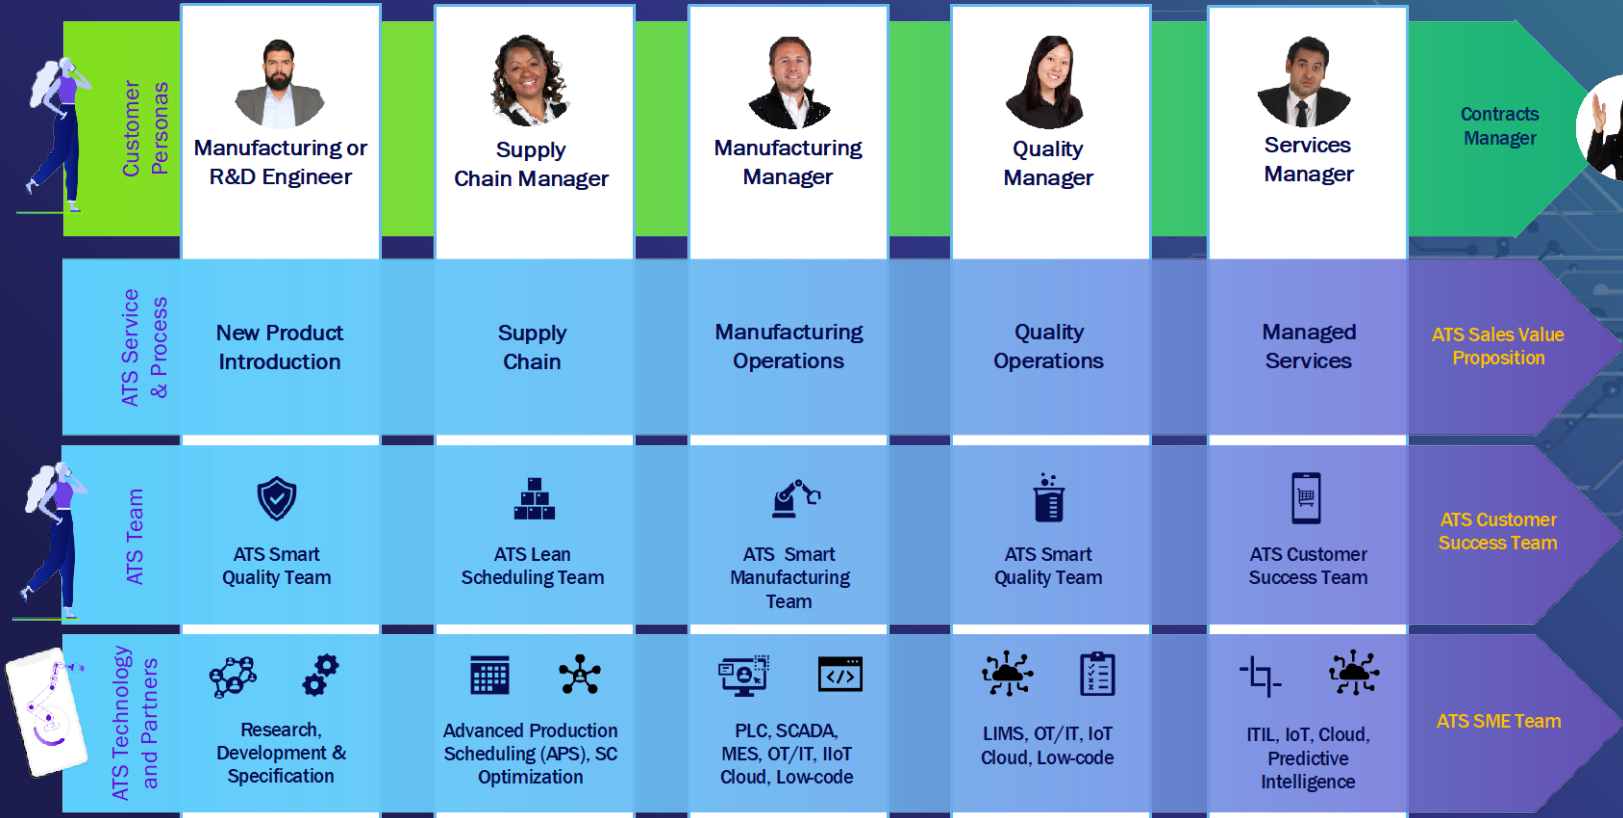 Customer
Personas
Manufacturing or
R&D Engineer
Supply
Chain Manager
Manufacturing
Manager
Quality
Manager
Services
Manager
Contracts
Manager
ATS Service
& Process
New Product
Introduction
Supply
Chain
Manufacturing
Operations
Quality
Operations
Managed
Services
ATS Sales Value
Proposition
ATS Team
ATS Smart
Quality Team
ATS Lean
Scheduling Team
ATS Smart
Manufacturing
Team
ATS Smart
Quality Team
ATS Customer
Success Team
ATS Customer
Success Team
ATS Technology
and Partners
Research,
Development &
Specification
Advanced Production
Scheduling (APS), SC
Optimization
PLC, SCADA,
MES, OT/IT, IIoT
Cloud, Low-code
LIMS, OT/IT, IoT
Cloud, Low-code
ITIL, IoT, Cloud,
Predictive
Intelligence
ATS SME Team